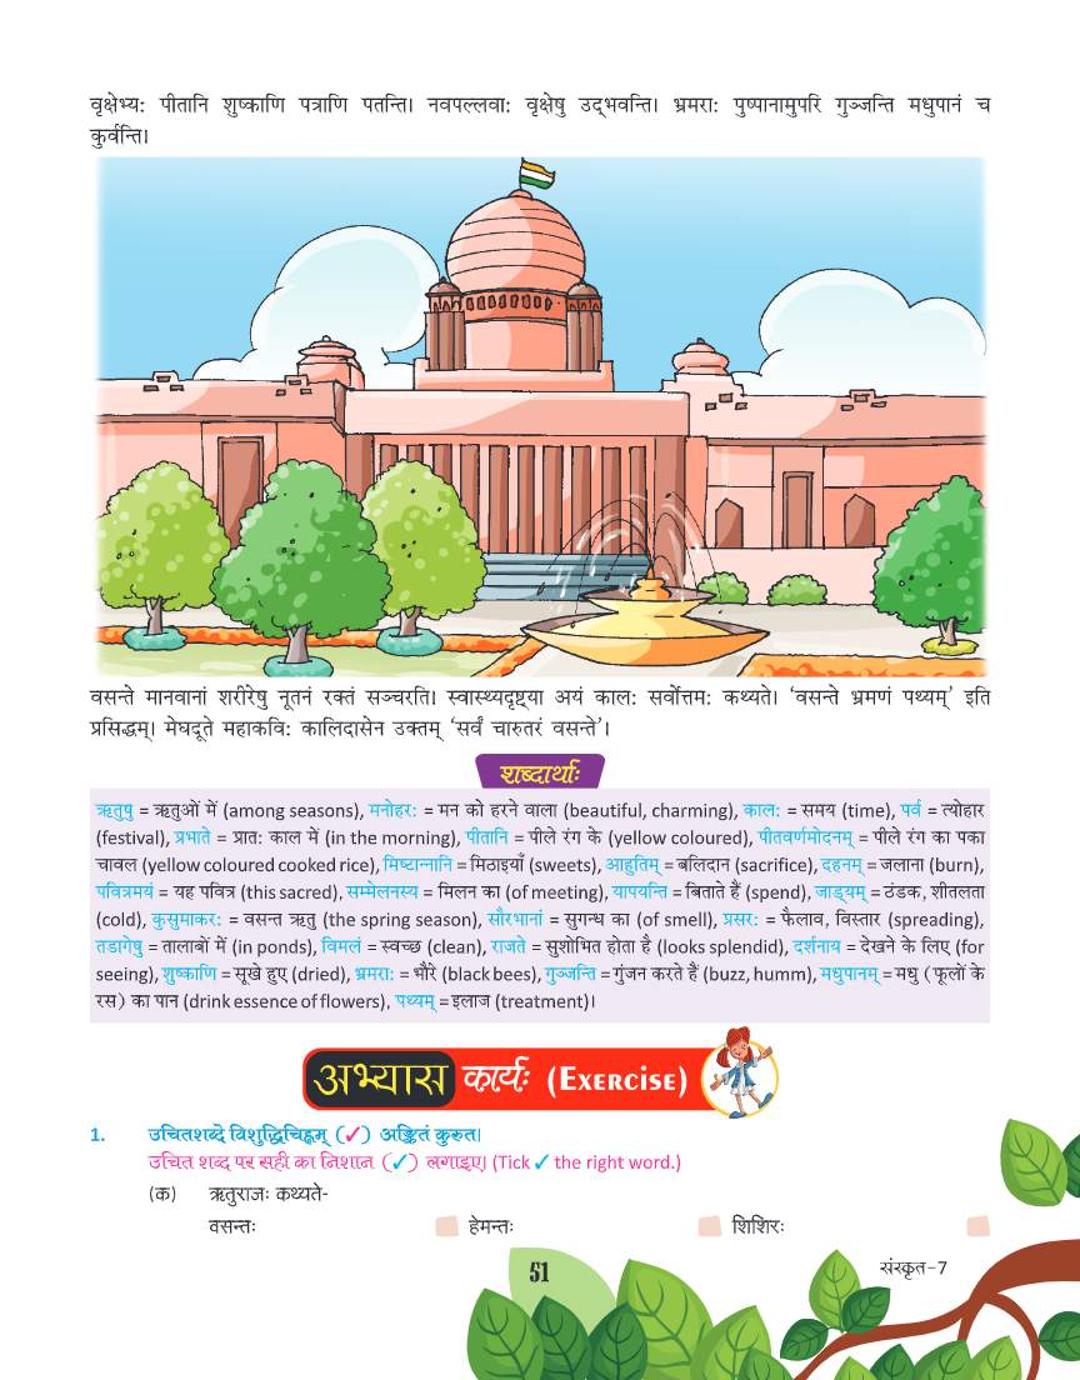 वृक्षेभ्य: पीतानि शुष्काणि पत्राणि पतन्ति। नवपल्लवा: वृक्षेषु उद्भवन्ति। भ्रमरा: पुष्पानामुपरि गुञ्जन्ति मधुपानं च
कुर्वन्ति।
वसन्ते मानवानां शरीरेषु नूतनं रक्तं सञ्चरति। स्वास्थ्यदृष्ट्या अयं काल: सर्वोत्तम: कथ्यते। ‘वसन्ते भ्रमणं पथ्यम्’ इति
प्रसिद्धम्। मेघदूते महाकवि: कालिदासेन उक्तम् ‘सर्वं चारुतरं वसन्ते’।
शब्दार्थाः
ऋतुषु = ऋतुओं में (among seasons), मनोहर: = मन को हरने वाला (beautiful, charming), काल: = समय (time), पर्व = त्योहार
(festival), प्रभाते = प्रात: काल में (in the morning), पीतानि = पीले रंग के (yellow coloured), पीतवर्णमोदनम् = पीले रंग का पका
चावल (yellow coloured cooked rice), मिष्टान्नानि = मिठाइयाँ (sweets), आहुतिम् = बलिदान (sacrifice), दहनम् = जलाना (burn),
पवित्रमयं = यह पवित्र (this sacred), सम्मेलनस्य = मिलन का (of meeting), यापयन्ति = बिताते हैं (spend), जाड्यम् = ठंडक, शीतलता
(cold), कुसुमाकर: = वसन्त ऋतु (the spring season), सौरभानां = सुगन्ध का (of smell), प्रसर: = फैलाव, विस्तार (spreading),
तडागेषु = तालाबों में (in ponds), विमलं = स्वच्छ (clean), राजते = सुशोभित होता है (looks splendid), दर्शनाय = देखने के लिए (for
seeing), शुष्काणि = सूखे हुए (dried), भ्रमरा: = भौरे (black bees), गुञ्जन्ति = गुंजन करते हैं (buzz, humm), मधुपानम् = मधु (फूलों के
रस) का पान (drink essence of flowers), पथ्यम् = इलाज (treatment)।
अभ्यास कार्यः (Exercise)
1. उचितशब्दे विशुद्धिचिह्नम् (✓) अङ्कितं कुरुत।
उचित शब्द पर सही का निशान (✓) लगाइए। (Tick ✓ the right word.)
(क) ऋतुराजः कथ्यते-
वसन्तः हेमन्तः शिशिरः
51
संस्कृत-7